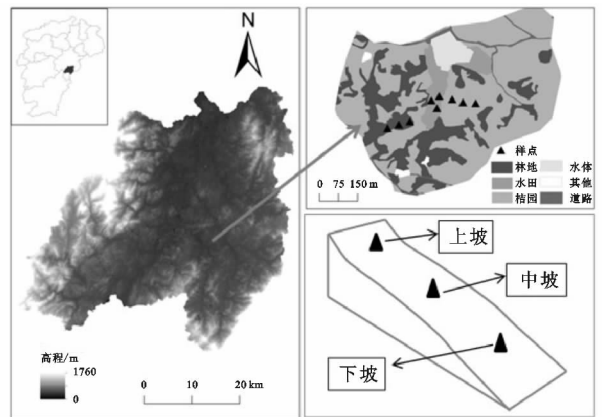 N
高程/m
1760
0
0 10 20 km
样点
林地 水体
水田 其他
桔园 道路
0 75 150 m
上坡
中坡
下坡